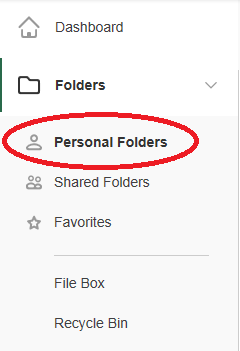 Dashboard
Folders
Personal Folders
Shared Folders
Favorites
File Box
Recycle Bin